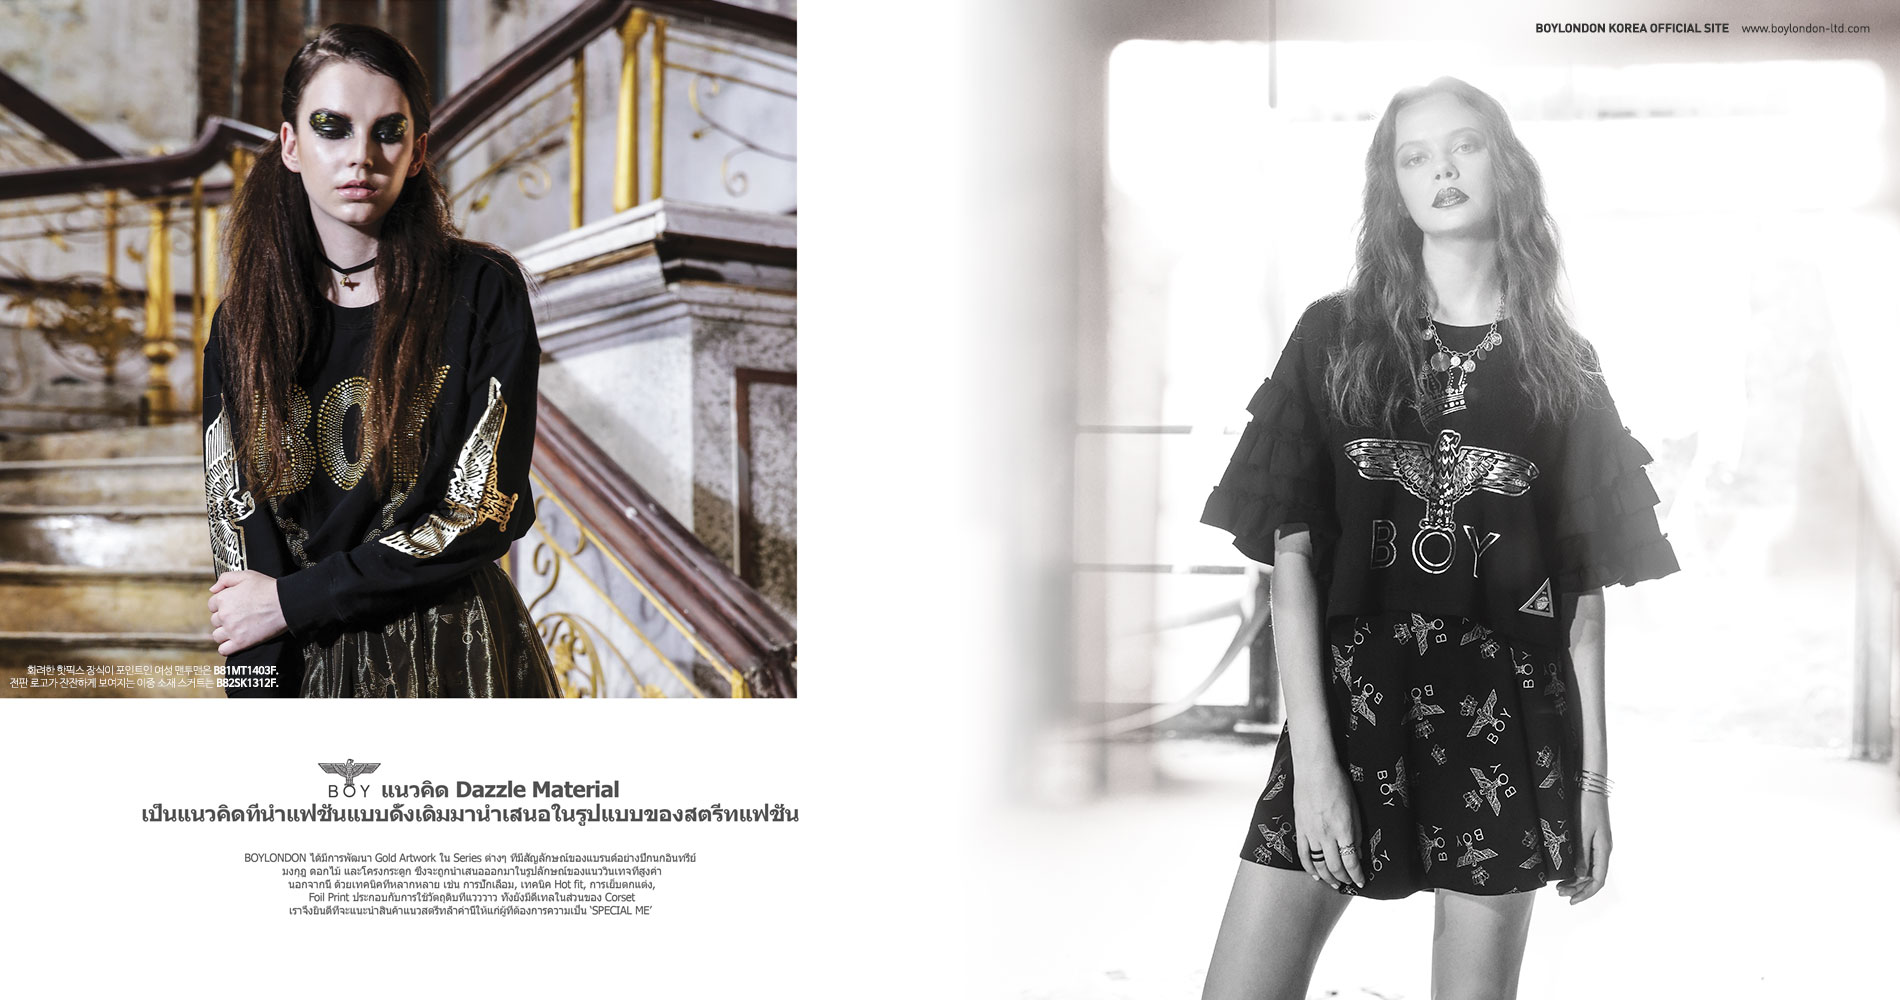 BOYLONDON KOREA OFFICIAL SITE www.boylondon-ltd.com
BOY
BOY
BOY
화려한 핫픽스 장식이 포인트인 여성 맨투맨은 B81MT1403F.
전판 로고가 잔잔하게 보여지는 이중 소재 스커트는 B82SK1312F.
BOY แนวคิด Dazzle Material
เป็นแนวคิดที่นำแฟชั่นแบบดั้งเดิมมานำเสนอในรูปแบบของสตรีทแฟชั่น
BOYLONDON ได้มีการพัฒนา Gold Artwork ใน Series ต่างๆ ที่มีสัญลักษณ์ของแบรนด์อย่างปีกนกอินทรีย์
มงกุฎ ดอกไม้ และโครงกระดูก ซึ่งจะถูกนำเสนอออกมาในรูปลักษณ์ของแนววินเทจที่สูงค่า
นอกจากนี้ ด้วยเทคนิคที่หลากหลาย เช่น การปักเลื่อม, เทคนิค Hot fit, การเย็บตกแต่ง,
Foil Print ประกอบกับการใช้วัตถุดิบที่แวววาว ทั้งยังมีดีเทลในส่วนของ Corset
เราจึงยินดีที่จะแนะนำสินค้าแนวสตรีทล้ำค่านี้ให้แก่ผู้ที่ต้องการความเป็น ‘SPECIAL ME’